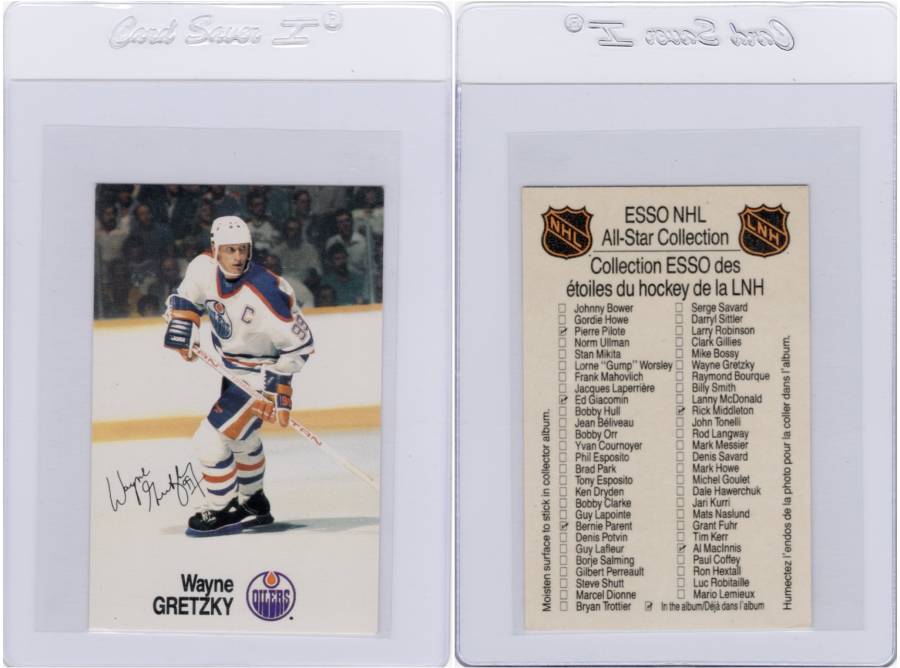 Card Saver I®
Card Saver I®
C
99
TITAN
Wayne
Gretzky
99
Wayne
GRETZKY
OILERS
NHL
LNH
ESSO NHL
All-Star Collection
Collection ESSO des
étoiles du hockey de la LNH
Johnny Bower
Gordie Howe
Pierre Pilote
Norm Ullman
Stan Mikita
Lorne "Gump" Worsley
Frank Mahovlich
Jacques Laperrière
Ed Giacomin
Bobby Hull
Jean Béliveau
Bobby Orr
Yvan Cournoyer
Phil Esposito
Brad Park
Tony Esposito
Ken Dryden
Bobby Clarke
Guy Lapointe
Bernie Parent
Denis Potvin
Guy Lafleur
Borje Salming
Gilbert Perreault
Steve Shutt
Marcel Dionne
Bryan Trottier
Serge Savard
Darryl Sittler
Larry Robinson
Clark Gillies
Mike Bossy
Wayne Gretzky
Raymond Bourque
Billy Smith
Lanny McDonald
Rick Middleton
John Tonelli
Rod Langway
Mark Messier
Denis Savard
Mark Howe
Michel Goulet
Dale Hawerchuk
Jari Kurri
Mats Naslund
Grant Fuhr
Tim Kerr
Al MacInnis
Paul Coffey
Ron Hextall
Luc Robitaille
Mario Lemieux
In the album/Déjà dans l'album
Moisten surface to stick in collector album.
Humectez l'endos de la photo pour la coller dans l'album.